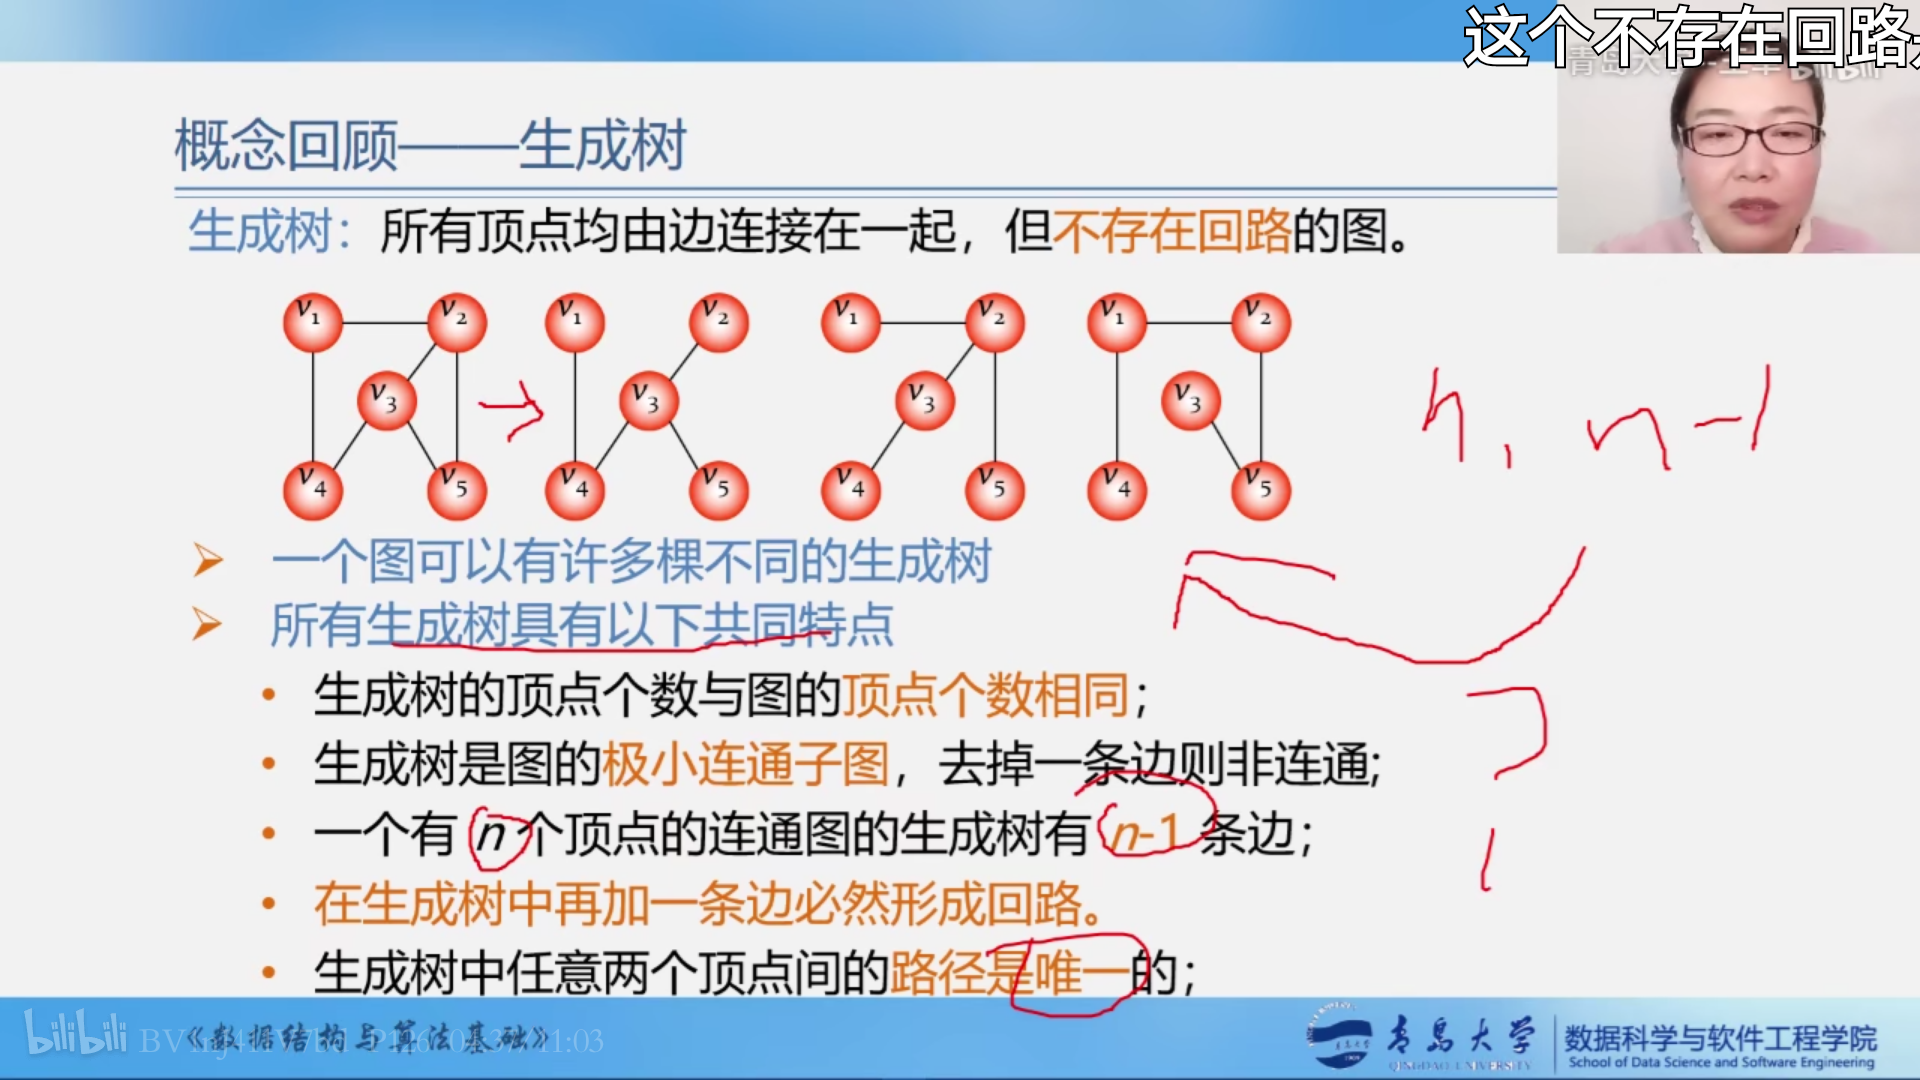 这个不存在回路
概念回顾——生成树
生成树：所有顶点均由边连接在一起，但不存在回路的图。
v1 v2 v1 v2 v1 v2 v1 v2
v3 v3 v3 v3
v4 v5 v4 v5 v4 v5 v4 v5
n, n-1
一个图可以有许多棵不同的生成树
所有生成树具有以下共同特点
• 生成树的顶点个数与图的顶点个数相同；
• 生成树是图的极小连通子图，去掉一条边则非连通;
• 一个有 n 个顶点的连通图的生成树有 n-1 条边；
• 在生成树中再加一条边必然形成回路。
• 生成树中任意两个顶点间的路径是唯一的；
bilibili
《数据结构与算法基础》
11:03
青岛大学
QINGDAO UNIVERSITY
数据科学与软件工程学院
School of Data Science and Software Engineering